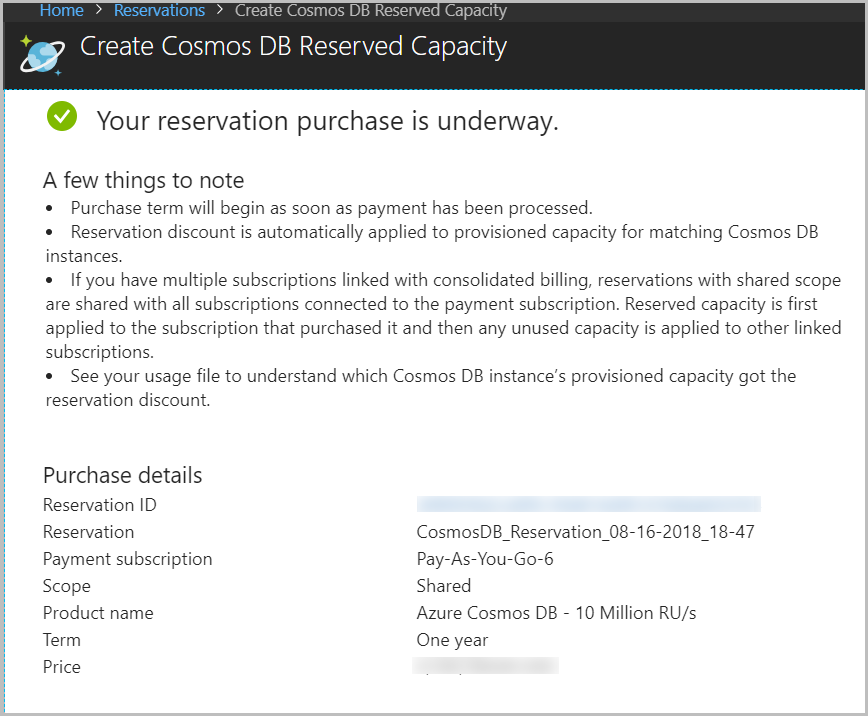 Home > Reservations > Create Cosmos DB Reserved Capacity
Create Cosmos DB Reserved Capacity
Your reservation purchase is underway.
A few things to note
• Purchase term will begin as soon as payment has been processed.
• Reservation discount is automatically applied to provisioned capacity for matching Cosmos DB
instances.
• If you have multiple subscriptions linked with consolidated billing, reservations with shared scope
are shared with all subscriptions connected to the payment subscription. Reserved capacity is first
applied to the subscription that purchased it and then any unused capacity is applied to other linked
subscriptions.
• See your usage file to understand which Cosmos DB instance’s provisioned capacity got the
reservation discount.
Purchase details
Reservation ID
Reservation CosmosDB_Reservation_08-16-2018_18-47
Payment subscription Pay-As-You-Go-6
Scope Shared
Product name Azure Cosmos DB - 10 Million RU/s
Term One year
Price